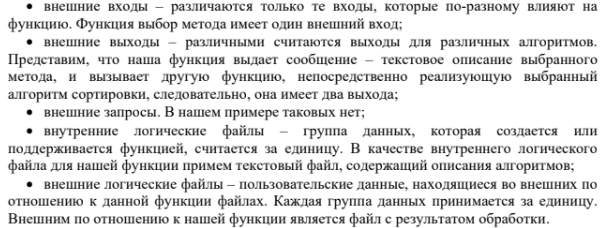 • внешние входы – различаются только те входы, которые по-разному влияют на
функцию. Функция выбор метода имеет один внешний вход;
• внешние выходы – различными считаются выходы для различных алгоритмов.
Представим, что наша функция выдает сообщение – текстовое описание выбранного
метода, и вызывает другую функцию, непосредственно реализующую выбранный
алгоритм сортировки, следовательно, она имеет два выхода;
• внешние запросы. В нашем примере таковых нет;
• внутренние логические файлы – группа данных, которая создается или
поддерживается функцией, считается за единицу. В качестве внутреннего логического
файла для нашей функции примем текстовый файл, содержащий описания алгоритмов;
• внешние логические файлы – пользовательские данные, находящиеся во внешних по
отношению к данной функции файлах. Каждая группа данных принимается за единицу.
Внешним по отношению к нашей функции является файл с результатом обработки.